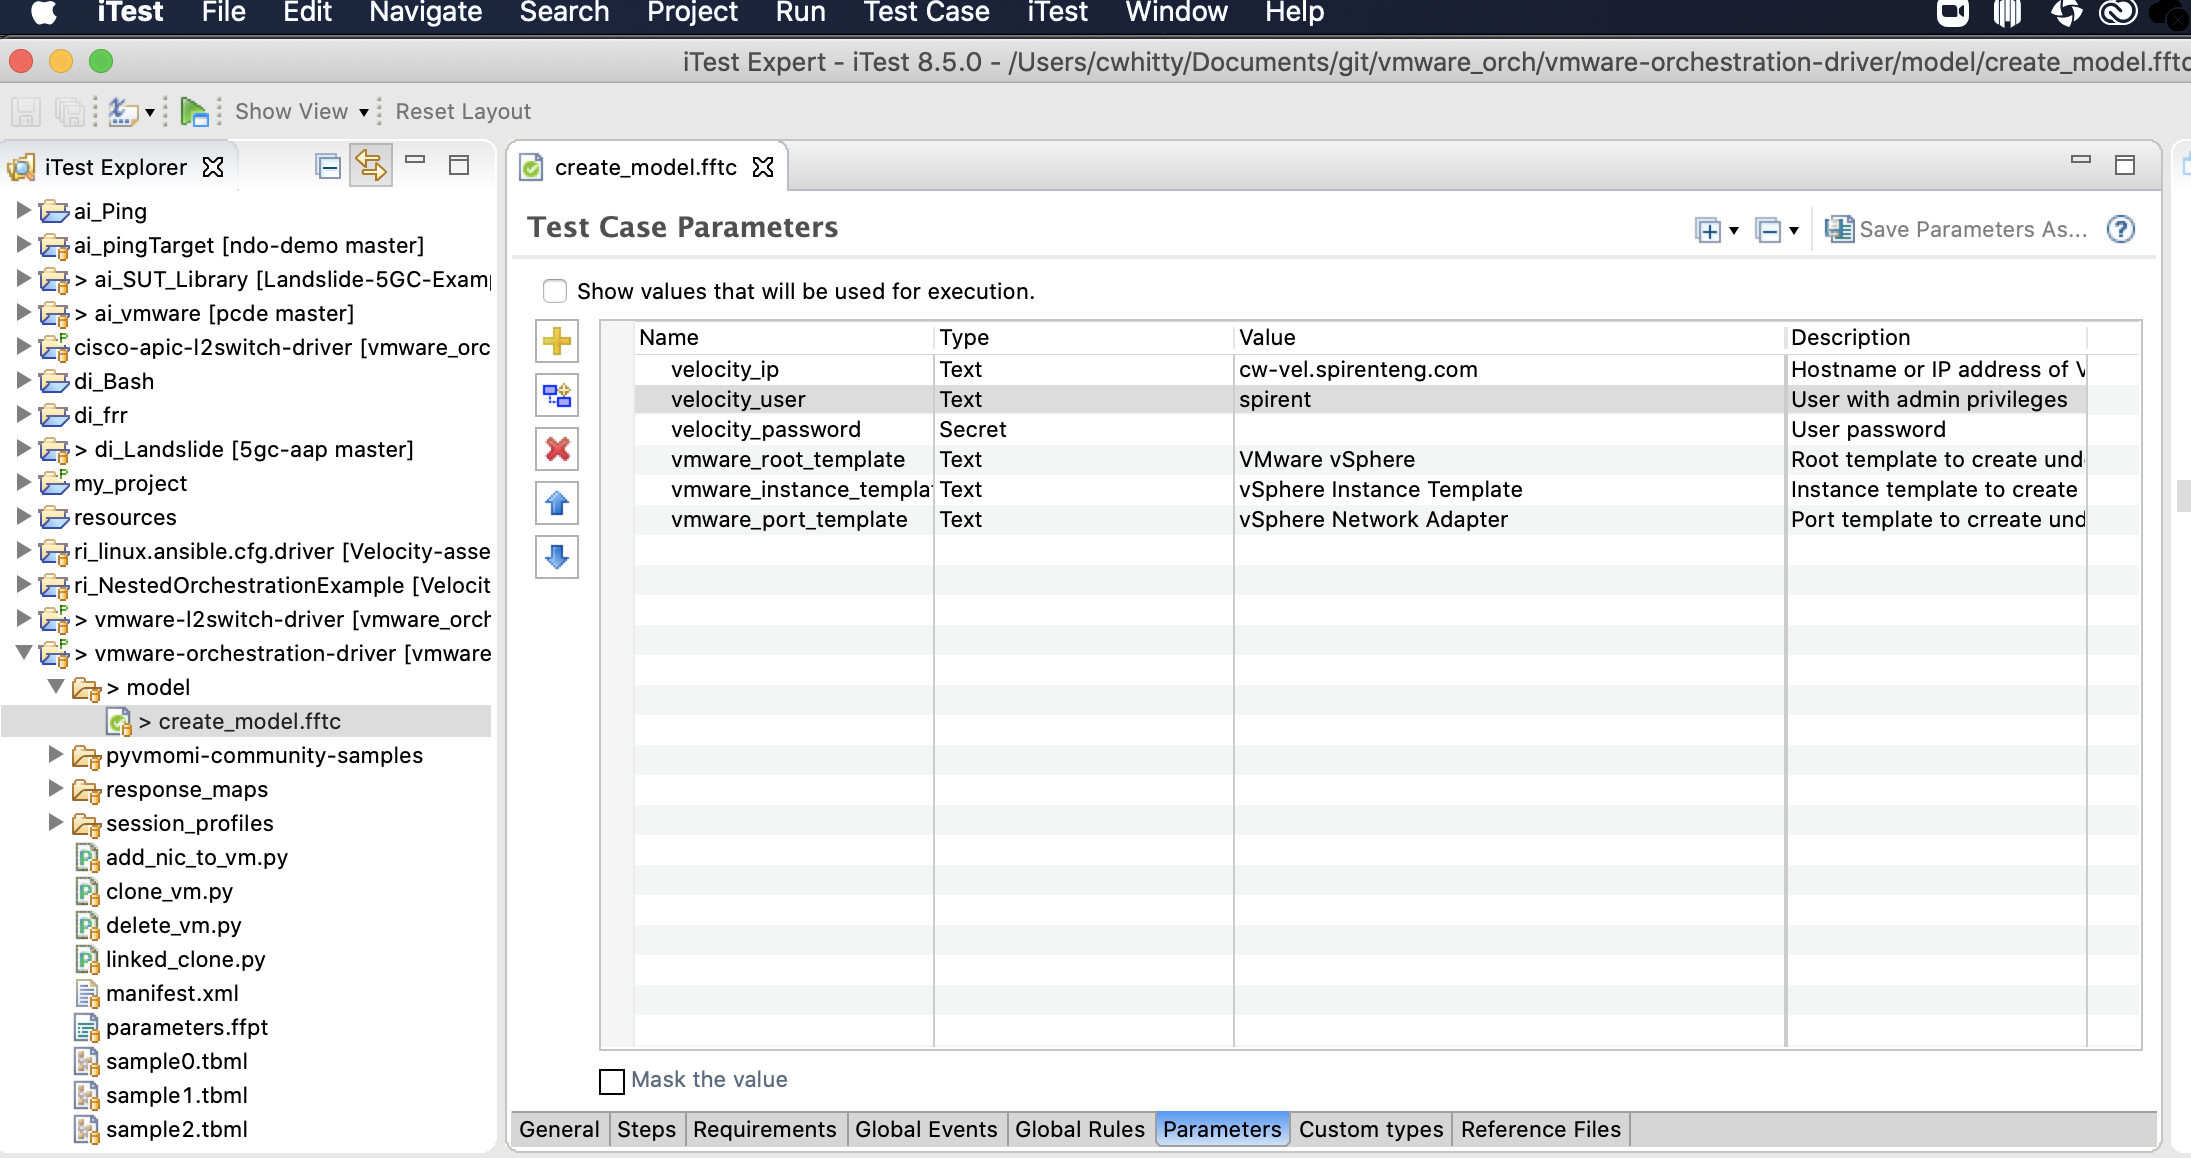 iTest File Edit Navigate Search Project Run Test Case iTest Window Help
iTest Expert - iTest 8.5.0 - /Users/cwhitty/Documents/git/vmware_orch/vmware-orchestration-driver/model/create_model.fftc
Show View Reset Layout
iTest Explorer
ai_Ping
ai_pingTarget [ndo-demo master]
> ai_SUT_Library [Landslide-5GC-Exam
> ai_vmware [pcde master]
cisco-apic-l2switch-driver [vmware_orc
di_Bash
di_frr
> di_Landslide [5gc-aap master]
my_project
resources
ri_linux.ansible.cfg.driver [Velocity-asse
ri_NestedOrchestrationExample [Velocit
> vmware-l2switch-driver [vmware_orch
> vmware-orchestration-driver [vmware
> model
> create_model.fftc
pyvmomi-community-samples
response_maps
session_profiles
add_nic_to_vm.py
clone_vm.py
delete_vm.py
linked_clone.py
manifest.xml
parameters.ffpt
sample0.tbml
sample1.tbml
sample2.tbml
create_model.fftc
Test Case Parameters
Save Parameters As...
Show values that will be used for execution.
Name Type Value Description
velocity_ip Text cw-vel.spirenteng.com Hostname or IP address of V
velocity_user Text spirent User with admin privileges
velocity_password Secret User password
vmware_root_template Text VMware vSphere Root template to create und
vmware_instance_templa Text vSphere Instance Template Instance template to create
vmware_port_template Text vSphere Network Adapter Port template to crreate und
Mask the value
General Steps Requirements Global Events Global Rules Parameters Custom types Reference Files